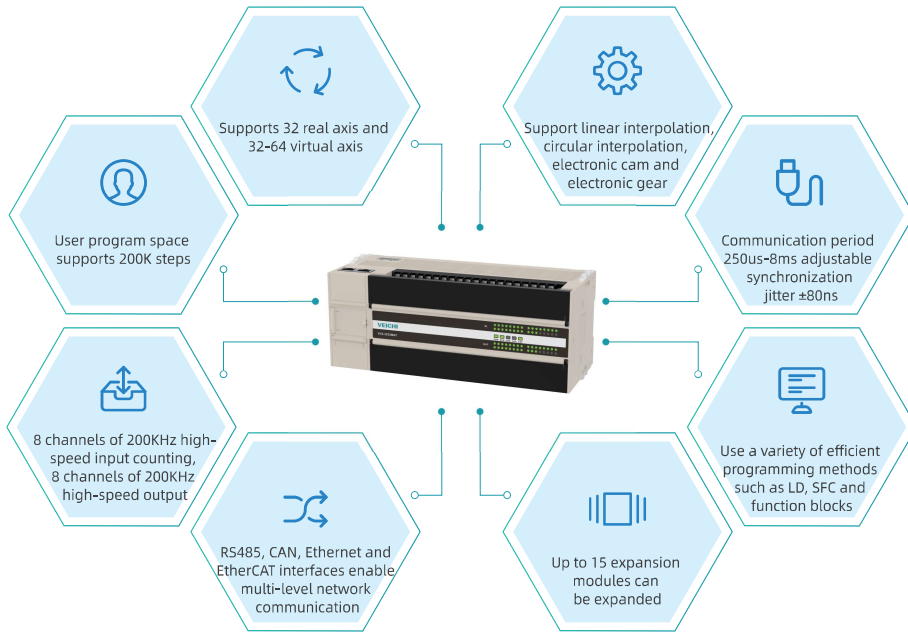 Supports 32 real axis and
32-64 virtual axis
Support linear interpolation,
circular interpolation,
electronic cam and
electronic gear
User program space
supports 200K steps
Communication period
250us-8ms adjustable
synchronization
jitter ±80ns
VEICHI
8 channels of 200KHz high-
speed input counting,
8 channels of 200KHz
high-speed output
Use a variety of efficient
programming methods
such as LD, SFC and
function blocks
RS485, CAN, Ethernet and
EtherCAT interfaces enable
multi-level network
communication
Up to 15 expansion
modules can
be expanded